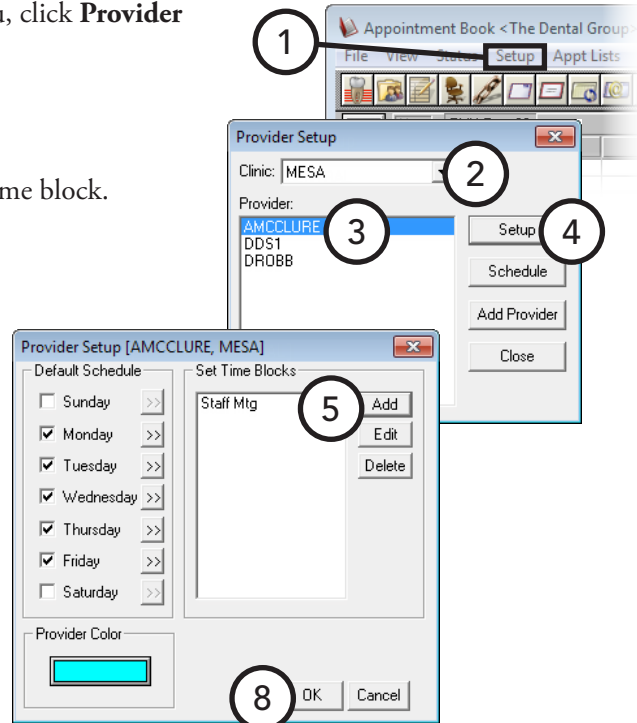 , click Provider
me block.
1
Appointment Book <The Dental Group>
File View Status Setup Appt Lists
Provider Setup
Clinic: MESA
2
Provider:
AMCCLURE
DDS1
DROBB
3
Setup
4
Schedule
Add Provider
Close
Provider Setup [AMCCLURE, MESA]
Default Schedule
Sunday >>
Monday >>
Tuesday >>
Wednesday >>
Thursday >>
Friday >>
Saturday >>
Set Time Blocks
Staff Mtg
5
Add
Edit
Delete
Provider Color
8
OK Cancel